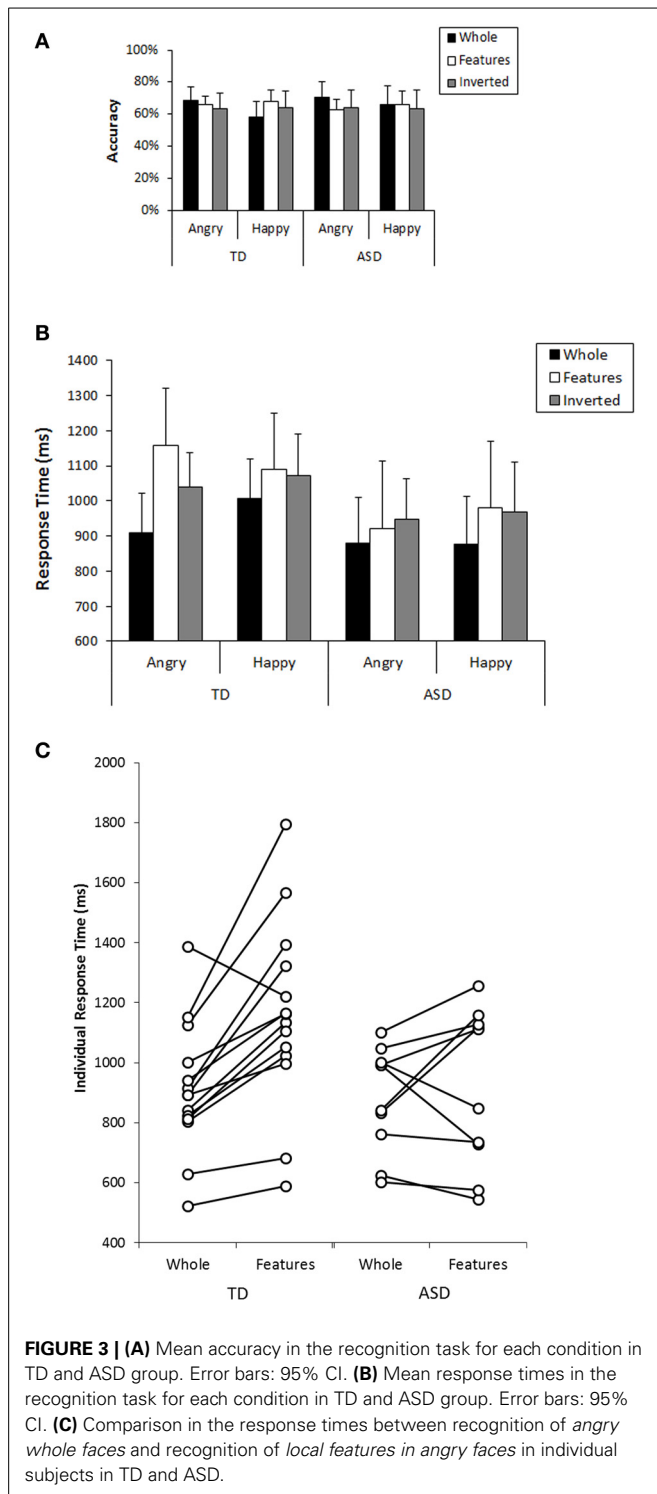 A
Whole
Features
Inverted
100%
80%
60%
40%
20%
0%
Accuracy
Angry Happy Angry Happy
TD ASD
B
Whole
Features
Inverted
1400
1300
1200
1100
1000
900
800
700
600
Response Time (ms)
Angry Happy Angry Happy
TD ASD
C
2000
1800
1600
1400
1200
1000
800
600
400
Individual Response Time (ms)
Whole Features Whole Features
TD ASD
FIGURE 3 | (A) Mean accuracy in the recognition task for each condition in
TD and ASD group. Error bars: 95% CI. (B) Mean response times in the
recognition task for each condition in TD and ASD group. Error bars: 95%
CI. (C) Comparison in the response times between recognition of angry
whole faces and recognition of local features in angry faces in individual
subjects in TD and ASD.